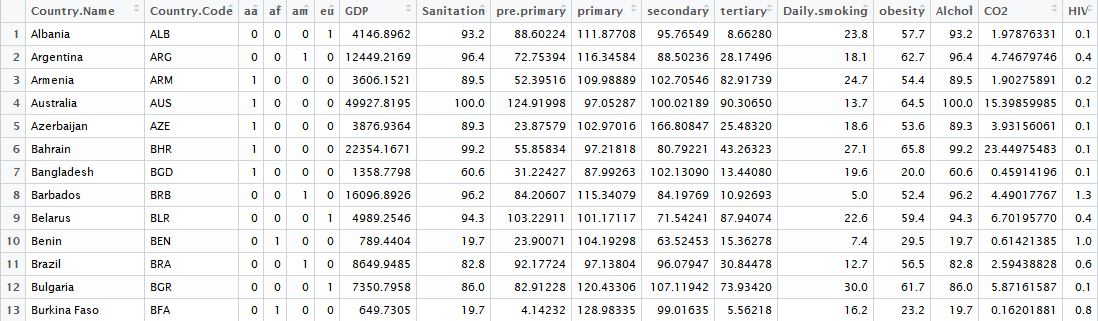 Country.Name Country.Code aa af am eu GDP Sanitation pre.primary primary secondary tertiary Daily.smoking obesity Alchol CO2 HIV
1 Albania ALB 0 0 0 1 4146.8962 93.2 88.60224 111.87708 95.76549 8.66280 23.8 57.7 93.2 1.97876331 0.1
2 Argentina ARG 0 0 1 0 12449.2169 96.4 72.75394 116.34584 88.50236 28.17496 18.1 62.7 96.4 4.74679746 0.4
3 Armenia ARM 1 0 0 0 3606.1521 89.5 52.39516 109.98889 102.70546 82.91739 24.7 54.4 89.5 1.90275891 0.2
4 Australia AUS 1 0 0 0 49927.8195 100.0 124.91998 97.05287 100.02189 90.30650 13.7 64.5 100.0 15.39859985 0.1
5 Azerbaijan AZE 1 0 0 0 3876.9364 89.3 23.87579 102.97016 166.80847 25.48320 18.6 53.6 89.3 3.93156061 0.1
6 Bahrain BHR 1 0 0 0 22354.1671 99.2 55.85834 97.21818 80.79221 43.26323 27.1 65.8 99.2 23.44975483 0.1
7 Bangladesh BGD 1 0 0 0 1358.7798 60.6 31.22427 87.99263 102.13090 13.44080 19.6 20.0 60.6 0.45914196 0.1
8 Barbados BRB 0 0 1 0 16096.8926 96.2 84.20607 115.34079 84.19769 10.92693 5.0 52.4 96.2 4.49017767 1.3
9 Belarus BLR 0 0 0 1 4989.2546 94.3 103.22911 101.17117 71.54241 87.94074 22.6 59.4 94.3 6.70195770 0.4
10 Benin BEN 0 1 0 0 789.4404 19.7 23.90071 104.19298 63.52453 15.36278 7.4 29.5 19.7 0.61421385 1.0
11 Brazil BRA 0 0 1 0 8649.9485 82.8 92.17724 97.13804 96.07947 30.84478 12.7 56.5 82.8 2.59438828 0.6
12 Bulgaria BGR 0 0 0 1 7350.7958 86.0 82.91228 120.43306 107.11942 73.93420 30.0 61.7 86.0 5.87161587 0.1
13 Burkina Faso BFA 0 1 0 0 649.7305 19.7 4.14232 128.98335 99.01635 5.56218 16.2 23.2 19.7 0.16201881 0.8